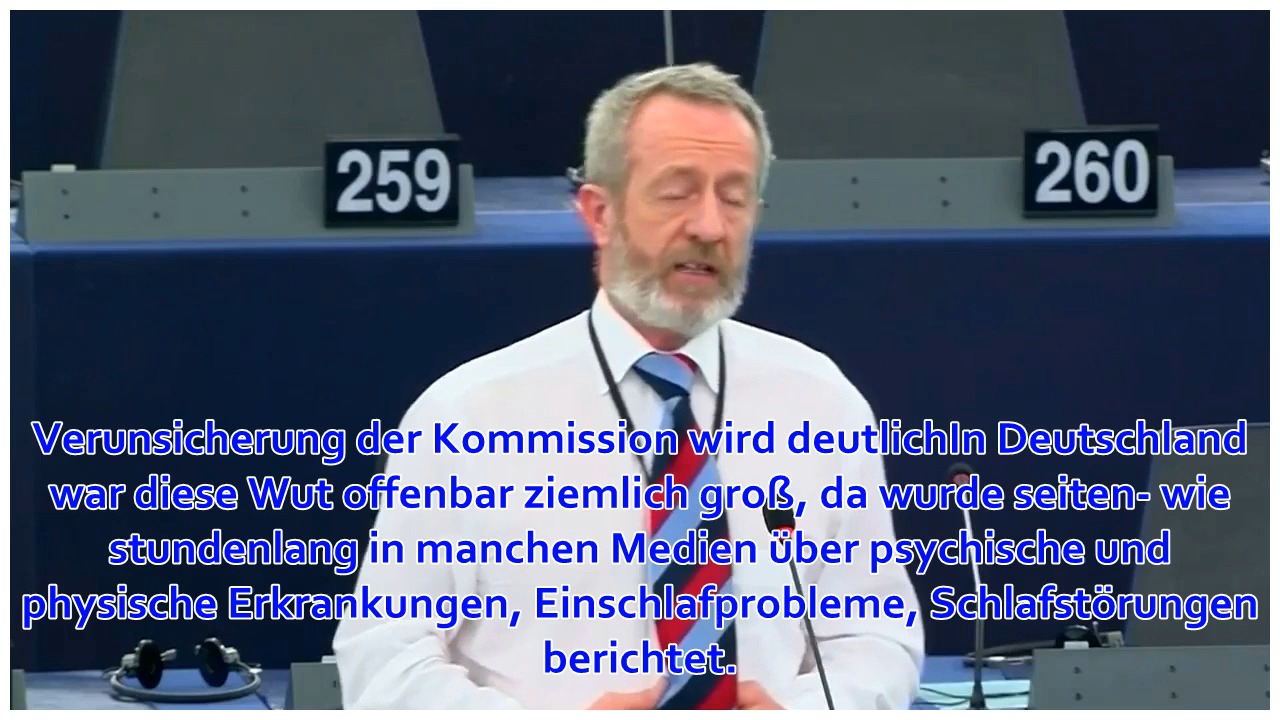 259
260
Verunsicherung der Kommission wird deutlichIn Deutschland
war diese Wut offenbar ziemlich groß, da wurde seiten- wie
stundenlang in manchen Medien über psychische und
physische Erkrankungen, Einschlafprobleme, Schlafstörungen
berichtet.